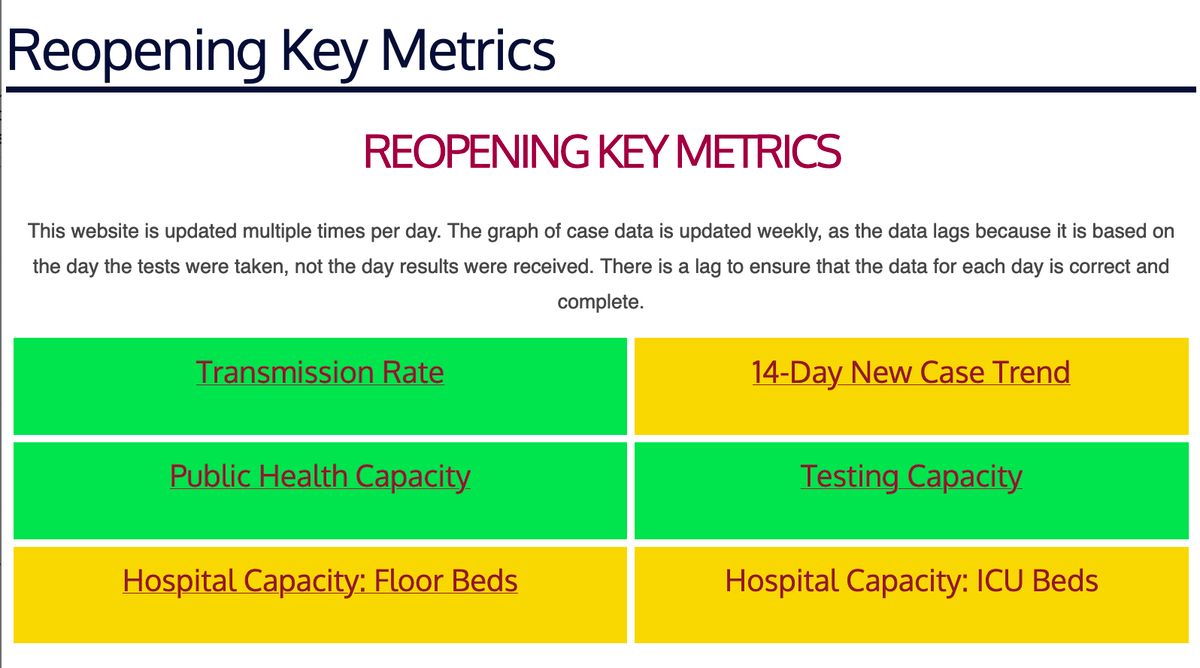 Reopening Key Metrics
REOPENING KEY METRICS
This website is updated multiple times per day. The graph of case data is updated weekly, as the data lags because it is based on
the day the tests were taken, not the day results were received. There is a lag to ensure that the data for each day is correct and
complete.
Transmission Rate
14-Day New Case Trend
Public Health Capacity
Testing Capacity
Hospital Capacity: Floor Beds
Hospital Capacity: ICU Beds